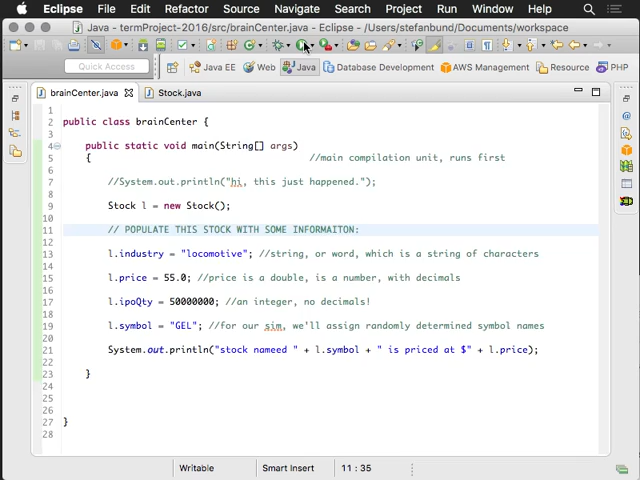 Eclipse File Edit Refactor Source Navigate Search Project Run Window Help
Java - termProject-2016/src/brainCenter.java - Eclipse - /Users/stefanbund/Documents/workspace
Quick Access Java EE Web Java Database Development AWS Management Resource PHP
brainCenter.java Stock.java
1
2 public class brainCenter {
3
4 public static void main(String[] args)
5 { //main compilation unit, runs first
6
7 //System.out.println("hi, this just happened.");
8
9 Stock l = new Stock();
10
11 // POPULATE THIS STOCK WITH SOME INFORMAITON:
12
13 l.industry = "locomotive"; //string, or word, which is a string of characters
14
15 l.price = 55.0; //price is a double, is a number, with decimals
16
17 l.ipoQty = 50000000; //an integer, no decimals!
18
19 l.symbol = "GEL"; //for our sim, we'll assign randomly determined symbol names
20
21 System.out.println("stock nameed " + l.symbol + " is priced at $" + l.price);
22
23 }
24
25
26
27 }
28
Writable Smart Insert 11 : 35